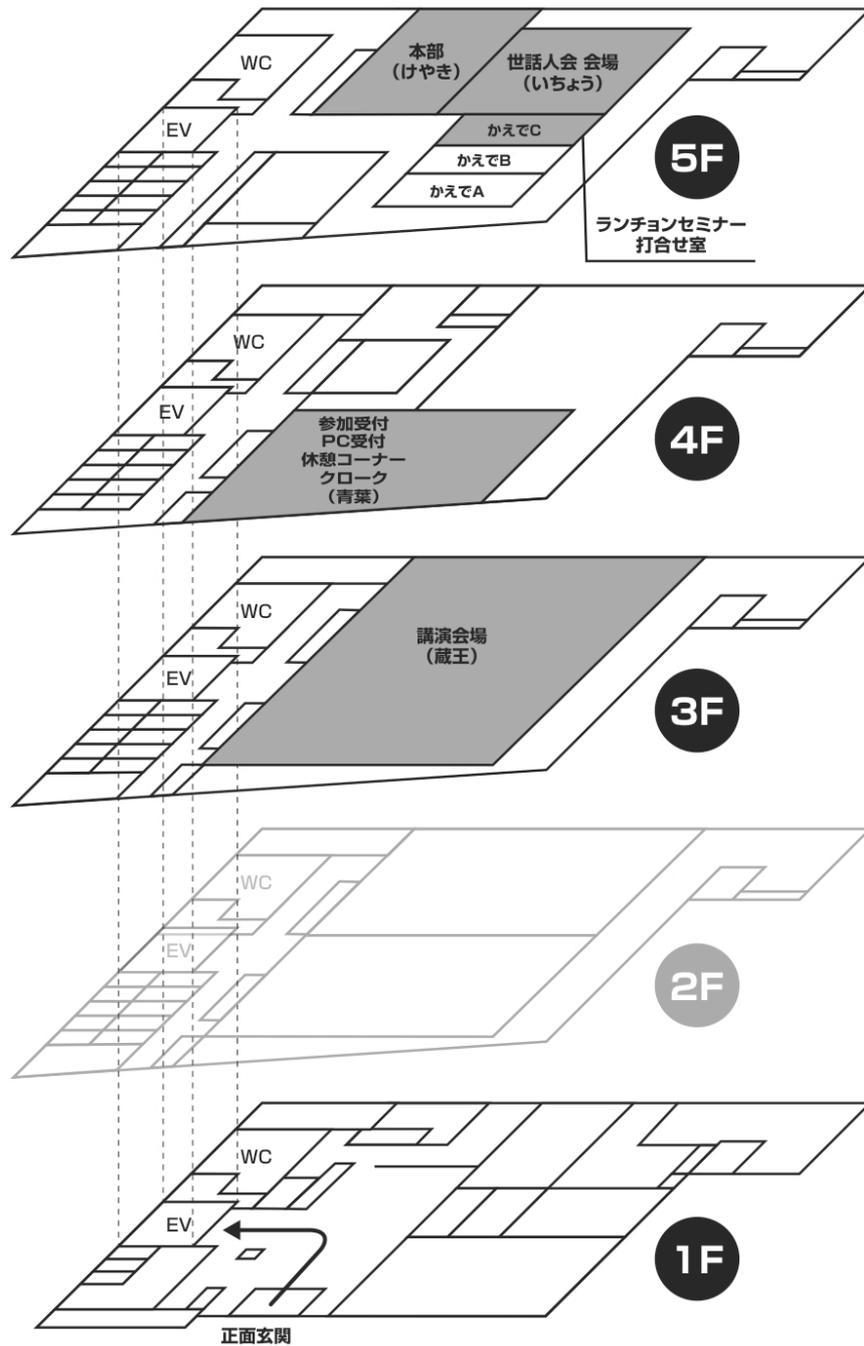 WC
本部
（けやき）
世話人会 会場
（いちょう）
EV
かえでC
かえでB
かえでA
5F
ランチョンセミナー
打合せ室
WC
EV
参加受付
PC受付
休憩コーナー
クローク
（青葉）
4F
WC
講演会場
（蔵王）
EV
3F
WC
EV
2F
WC
EV
1F
正面玄関